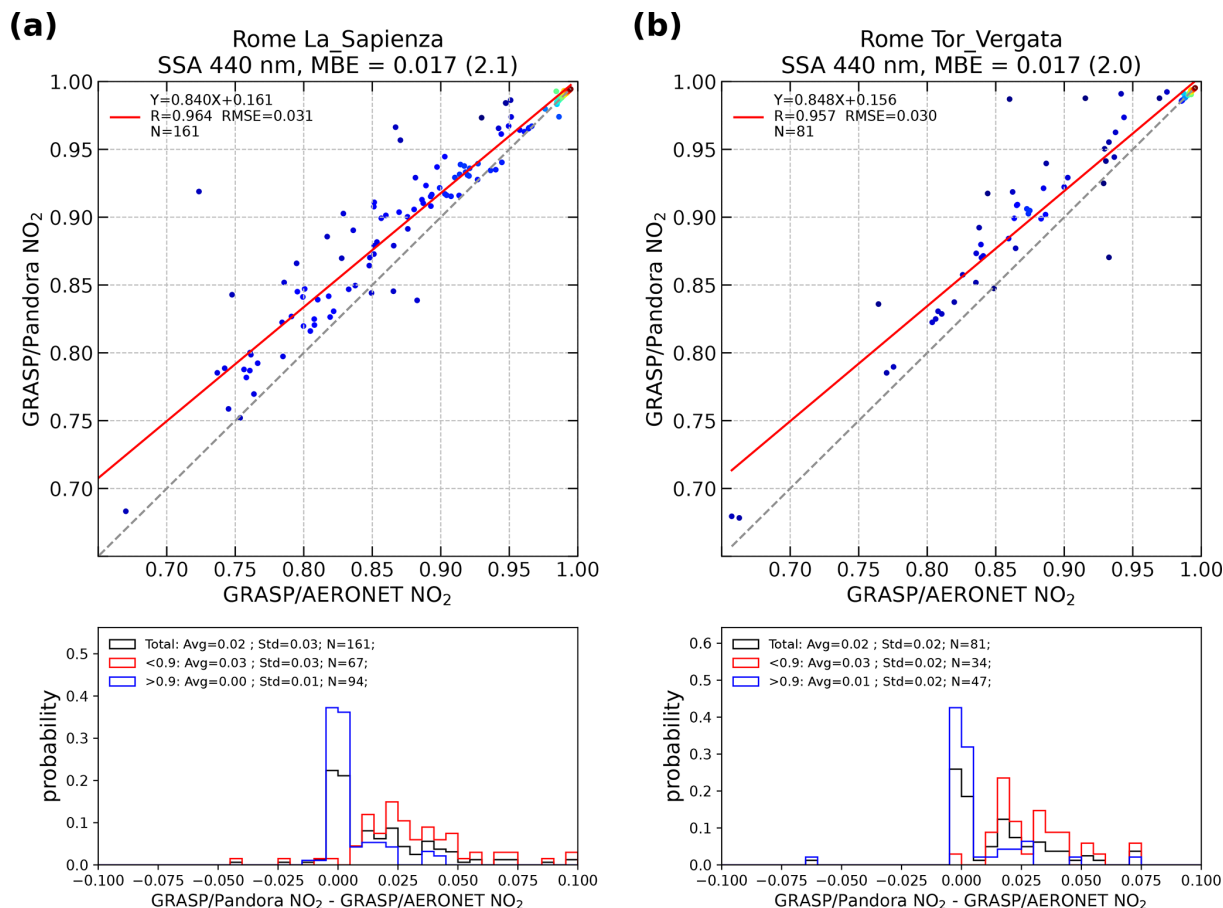 (a)
Rome La_Sapienza
SSA 440 nm, MBE = 0.017 (2.1)
Y=0.840X+0.161
R=0.964 RMSE=0.031
N=161
1.00
0.95
0.90
0.85
0.80
0.75
0.70
GRASP/Pandora NO₂
0.70 0.75 0.80 0.85 0.90 0.95 1.00
GRASP/AERONET NO₂
(b)
Rome Tor_Vergata
SSA 440 nm, MBE = 0.017 (2.0)
Y=0.848X+0.156
R=0.957 RMSE=0.030
N=81
1.00
0.95
0.90
0.85
0.80
0.75
0.70
GRASP/Pandora NO₂
0.70 0.75 0.80 0.85 0.90 0.95 1.00
GRASP/AERONET NO₂
Total: Avg=0.02 ; Std=0.03; N=161;
<0.9: Avg=0.03 ; Std=0.03; N=67;
>0.9: Avg=0.00 ; Std=0.01; N=94;
0.5
0.4
0.3
0.2
0.1
0.0
probability
−0.100 −0.075 −0.050 −0.025 0.000 0.025 0.050 0.075 0.100
GRASP/Pandora NO₂ - GRASP/AERONET NO₂
Total: Avg=0.02 ; Std=0.02; N=81;
<0.9: Avg=0.03 ; Std=0.02; N=34;
>0.9: Avg=0.01 ; Std=0.02; N=47;
0.6
0.5
0.4
0.3
0.2
0.1
0.0
probability
−0.100 −0.075 −0.050 −0.025 0.000 0.025 0.050 0.075 0.100
GRASP/Pandora NO₂ - GRASP/AERONET NO₂